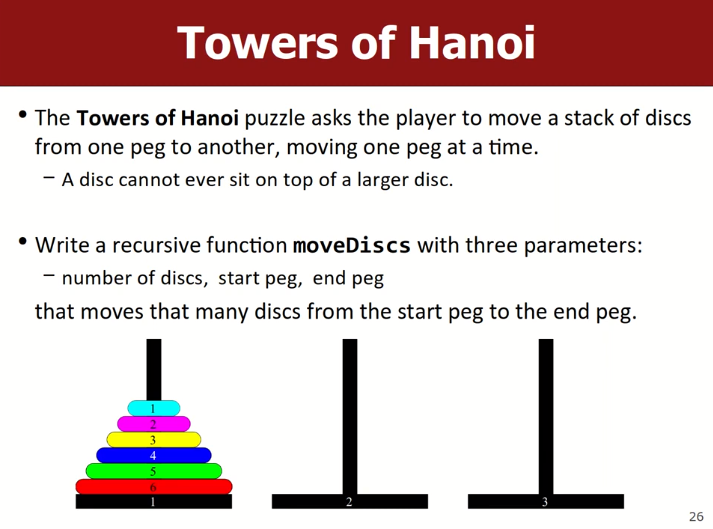 Towers of Hanoi
• The Towers of Hanoi puzzle asks the player to move a stack of discs
from one peg to another, moving one peg at a time.
– A disc cannot ever sit on top of a larger disc.
• Write a recursive function moveDiscs with three parameters:
– number of discs, start peg, end peg
that moves that many discs from the start peg to the end peg.
1
2
3
4
5
6
1 2 3
26